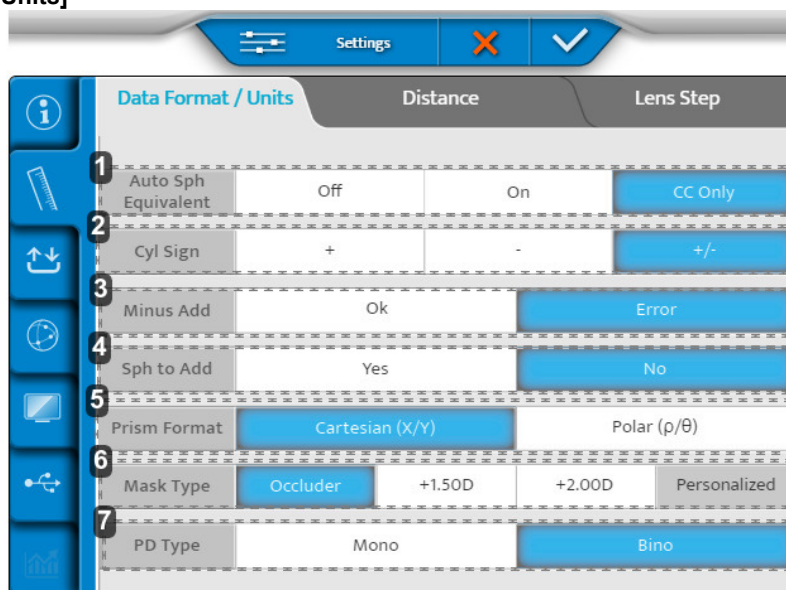 Units]
Settings
Data Format / Units Distance Lens Step
1
Auto Sph Equivalent Off On CC Only
2
Cyl Sign + - +/-
3
Minus Add Ok Error
4
Sph to Add Yes No
5
Prism Format Cartesian (X/Y) Polar (ρ/θ)
6
Mask Type Occluder +1.50D +2.00D Personalized
7
PD Type Mono Bino